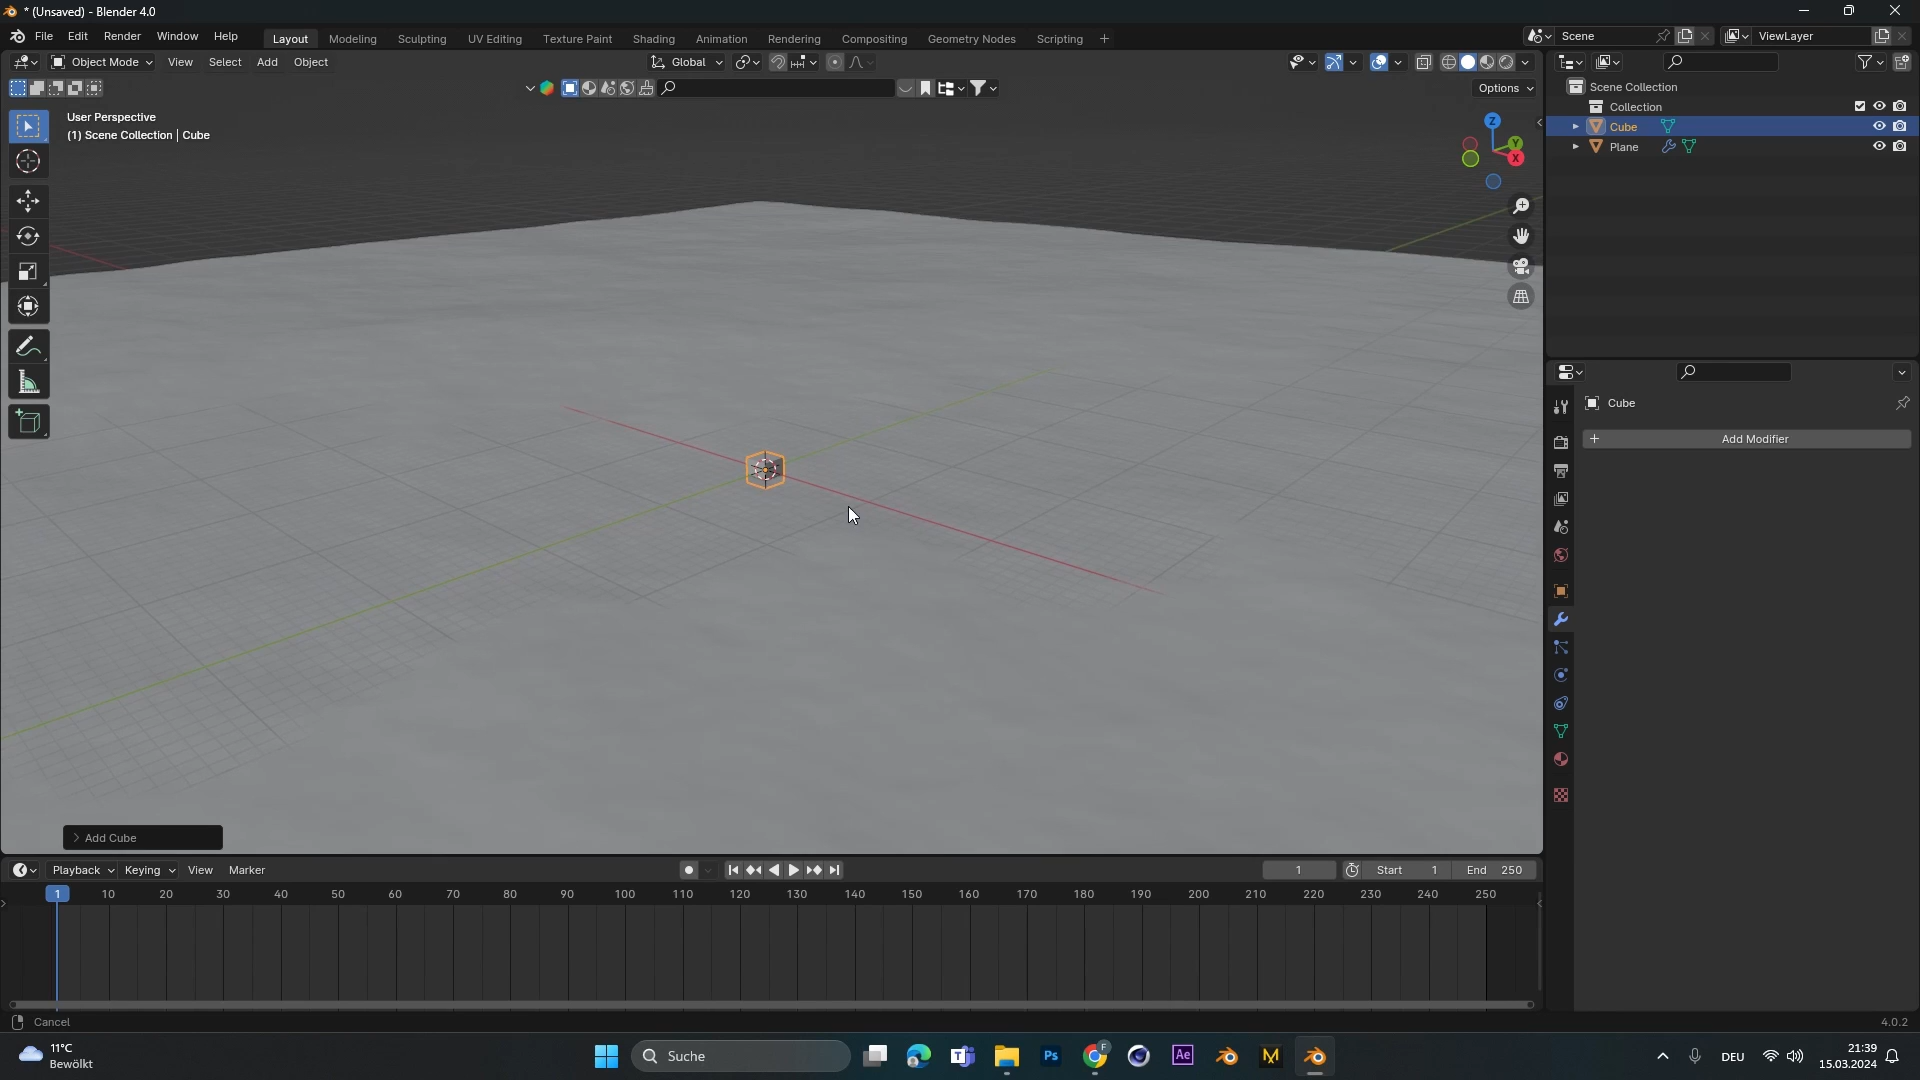 * (Unsaved) - Blender 4.0
File Edit Render Window Help
Layout Modeling Sculpting UV Editing Texture Paint Shading Animation Rendering Compositing Geometry Nodes Scripting +
Scene
ViewLayer
Object Mode View Select Add Object
Global
Options
User Perspective
(1) Scene Collection | Cube
Z
Y
X
Scene Collection
Collection
Cube
Plane
Cube
+ Add Modifier
> Add Cube
Playback Keying View Marker
1
Start 1
End 250
1 10 20 30 40 50 60 70 80 90 100 110 120 130 140 150 160 170 180 190 200 210 220 230 240 250
Cancel
4.0.2
11°C
Bewölkt
Suche
Ps
F
Ae
M
DEU
21:39
15.03.2024